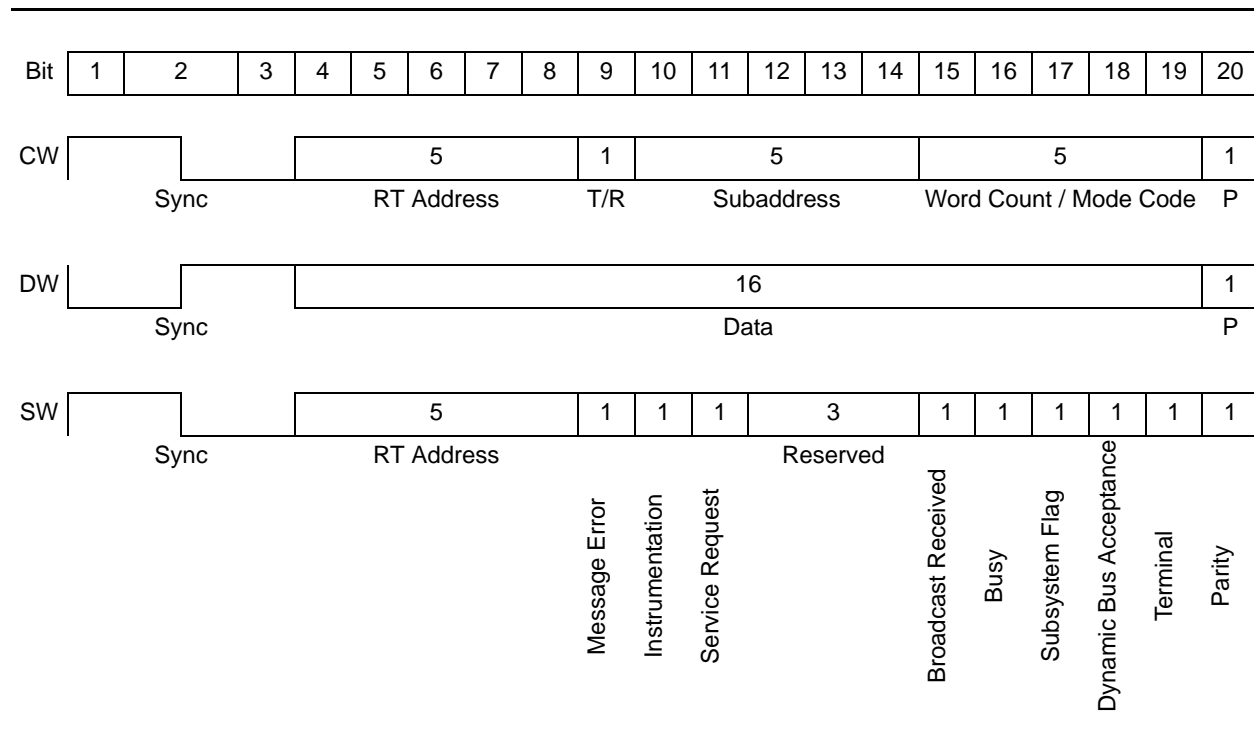 Bit 1 2 3 4 5 6 7 8 9 10 11 12 13 14 15 16 17 18 19 20
CW 5 1 5 5 1
Sync RT Address T/R Subaddress Word Count / Mode Code P
DW 16 1
Sync Data P
SW 5 1 1 1 3 1 1 1 1 1 1
Sync RT Address Reserved
Message Error
Instrumentation
Service Request
Broadcast Received
Busy
Subsystem Flag
Dynamic Bus Acceptance
Terminal
Parity